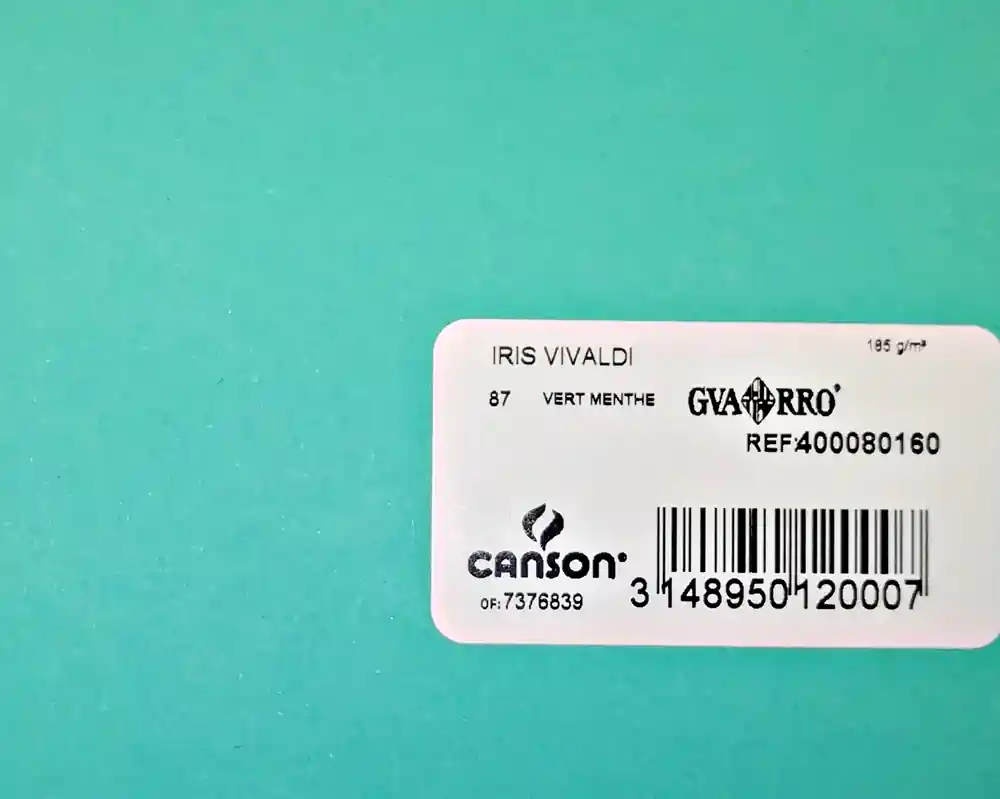 IRIS VIVALDI
185 g/m²
87 VERT MENTHE
GVARRO
REF:400080160
CANSON
OF:7376839
3 148950 120007